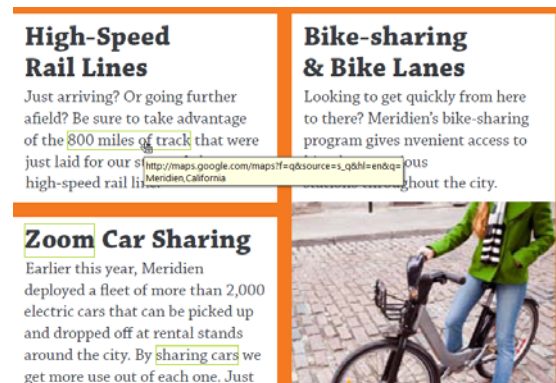 High-Speed
Rail Lines
Just arriving? Or going further
afield? Be sure to take advantage
of the 800 miles of track that were
just laid for our s
high-speed rail lin
http://maps.google.com/maps?f=q&source=s_q&hl=en&q=
Meridien,California
Zoom Car Sharing
Earlier this year, Meridien
deployed a fleet of more than 2,000
electric cars that can be picked up
and dropped off at rental stands
around the city. By sharing cars we
get more use out of each one. Just
Bike-sharing
& Bike Lanes
Looking to get quickly from here
to there? Meridien's bike-sharing
program gives nvenient access to
ous
ghout the city.